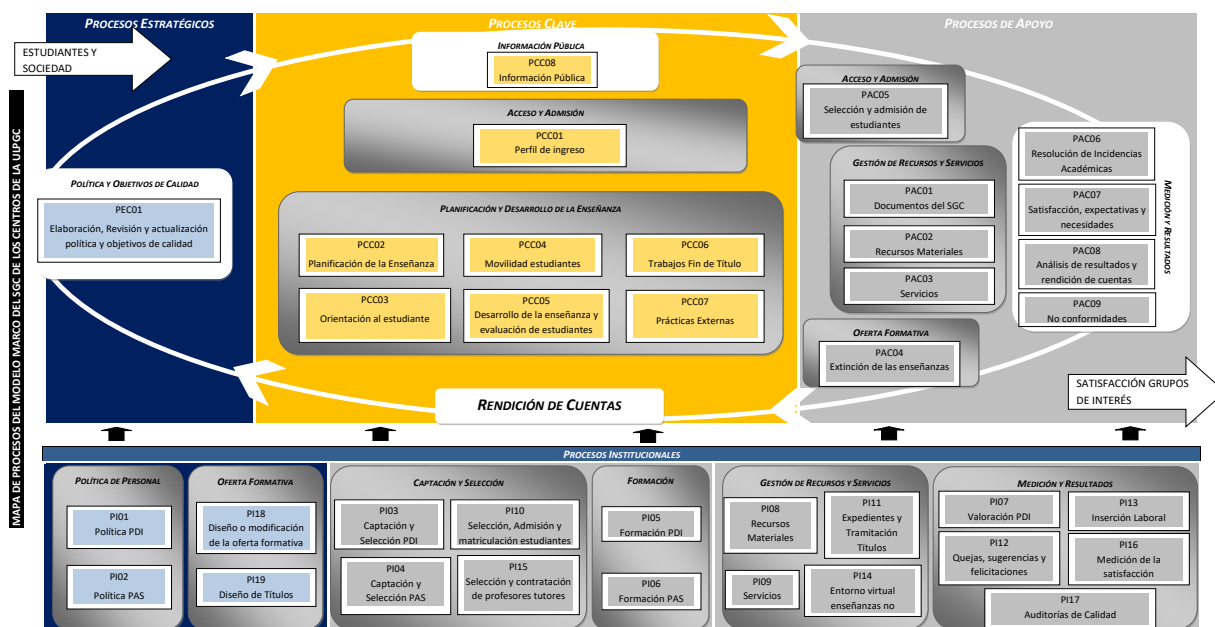 PROCESOS ESTRATÉGICOS
PROCESOS CLAVE
PROCESOS DE APOYO
ESTUDIANTES Y
SOCIEDAD
MAPA DE PROCESOS DEL MODELO MARCO DEL SGC DE LOS CENTROS DE LA ULPGC
INFORMACIÓN PÚBLICA
PCC08
Información Pública
ACCESO Y ADMISIÓN
PCC01
Perfil de ingreso
POLÍTICA Y OBJETIVOS DE CALIDAD
PEC01
Elaboración, Revisión y actualización
política y objetivos de calidad
PLANIFICACIÓN Y DESARROLLO DE LA ENSEÑANZA
PCC02
Planificación de la Enseñanza
PCC04
Movilidad estudiantes
PCC06
Trabajos Fin de Título
PCC03
Orientación al estudiante
PCC05
Desarrollo de la enseñanza y
evaluación de estudiantes
PCC07
Prácticas Externas
RENDICIÓN DE CUENTAS
ACCESO Y ADMISIÓN
PAC05
Selección y admisión de
estudiantes
GESTIÓN DE RECURSOS Y SERVICIOS
PAC01
Documentos del SGC
PAC02
Recursos Materiales
PAC03
Servicios
OFERTA FORMATIVA
PAC04
Extinción de las enseñanzas
PAC06
Resolución de Incidencias
Académicas
PAC07
Satisfacción, expectativas y
necesidades
PAC08
Análisis de resultados y
rendición de cuentas
PAC09
No conformidades
MEDICIÓN Y RESULTADOS
SATISFACCIÓN GRUPOS
DE INTERÉS
PROCESOS INSTITUCIONALES
POLÍTICA DE PERSONAL
PI01
Política PDI
PI02
Política PAS
OFERTA FORMATIVA
PI18
Diseño o modificación
de la oferta formativa
PI19
Diseño de Títulos
CAPTACIÓN Y SELECCIÓN
PI03
Captación y
Selección PDI
PI10
Selección, Admisión y
matriculación estudiantes
PI04
Captación y
Selección PAS
PI15
Selección y contratación
de profesores tutores
FORMACIÓN
PI05
Formación PDI
PI06
Formación PAS
GESTIÓN DE RECURSOS Y SERVICIOS
PI08
Recursos
Materiales
PI11
Expedientes y
Tramitación
Títulos
PI09
Servicios
PI14
Entorno virtual
enseñanzas no
MEDICIÓN Y RESULTADOS
PI07
Valoración PDI
PI13
Inserción Laboral
PI12
Quejas, sugerencias y
felicitaciones
PI16
Medición de la
satisfacción
PI17
Auditorías de Calidad